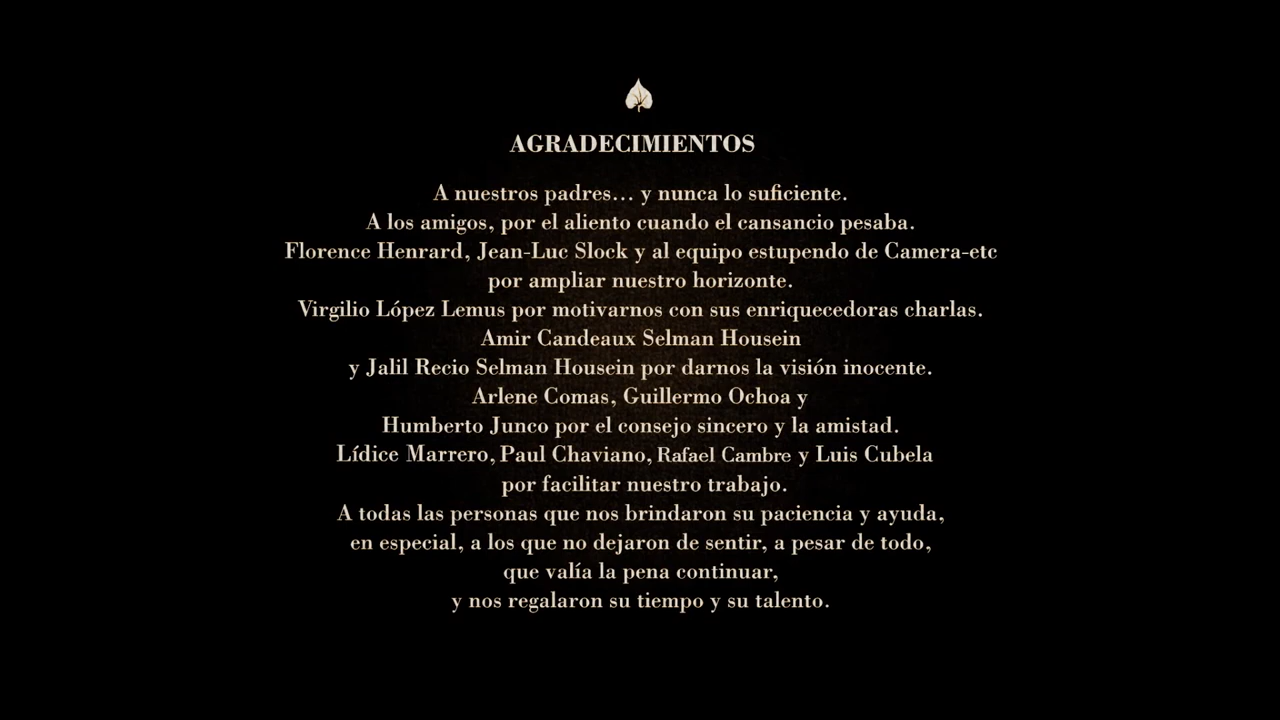 AGRADECIMIENTOS
A nuestros padres... y nunca lo suficiente.
A los amigos, por el aliento cuando el cansancio pesaba.
Florence Henrard, Jean-Luc Slock y al equipo estupendo de Camera-etc
por ampliar nuestro horizonte.
Virgilio López Lemus por motivarnos con sus enriquecedoras charlas.
Amir Candeaux Selman Housein
y Jalil Recio Selman Housein por darnos la visión inocente.
Arlene Comas, Guillermo Ochoa y
Humberto Junco por el consejo sincero y la amistad.
Lídice Marrero, Paul Chaviano, Rafael Cambre y Luis Cubela
por facilitar nuestro trabajo.
A todas las personas que nos brindaron su paciencia y ayuda,
en especial, a los que no dejaron de sentir, a pesar de todo,
que valía la pena continuar,
y nos regalaron su tiempo y su talento.